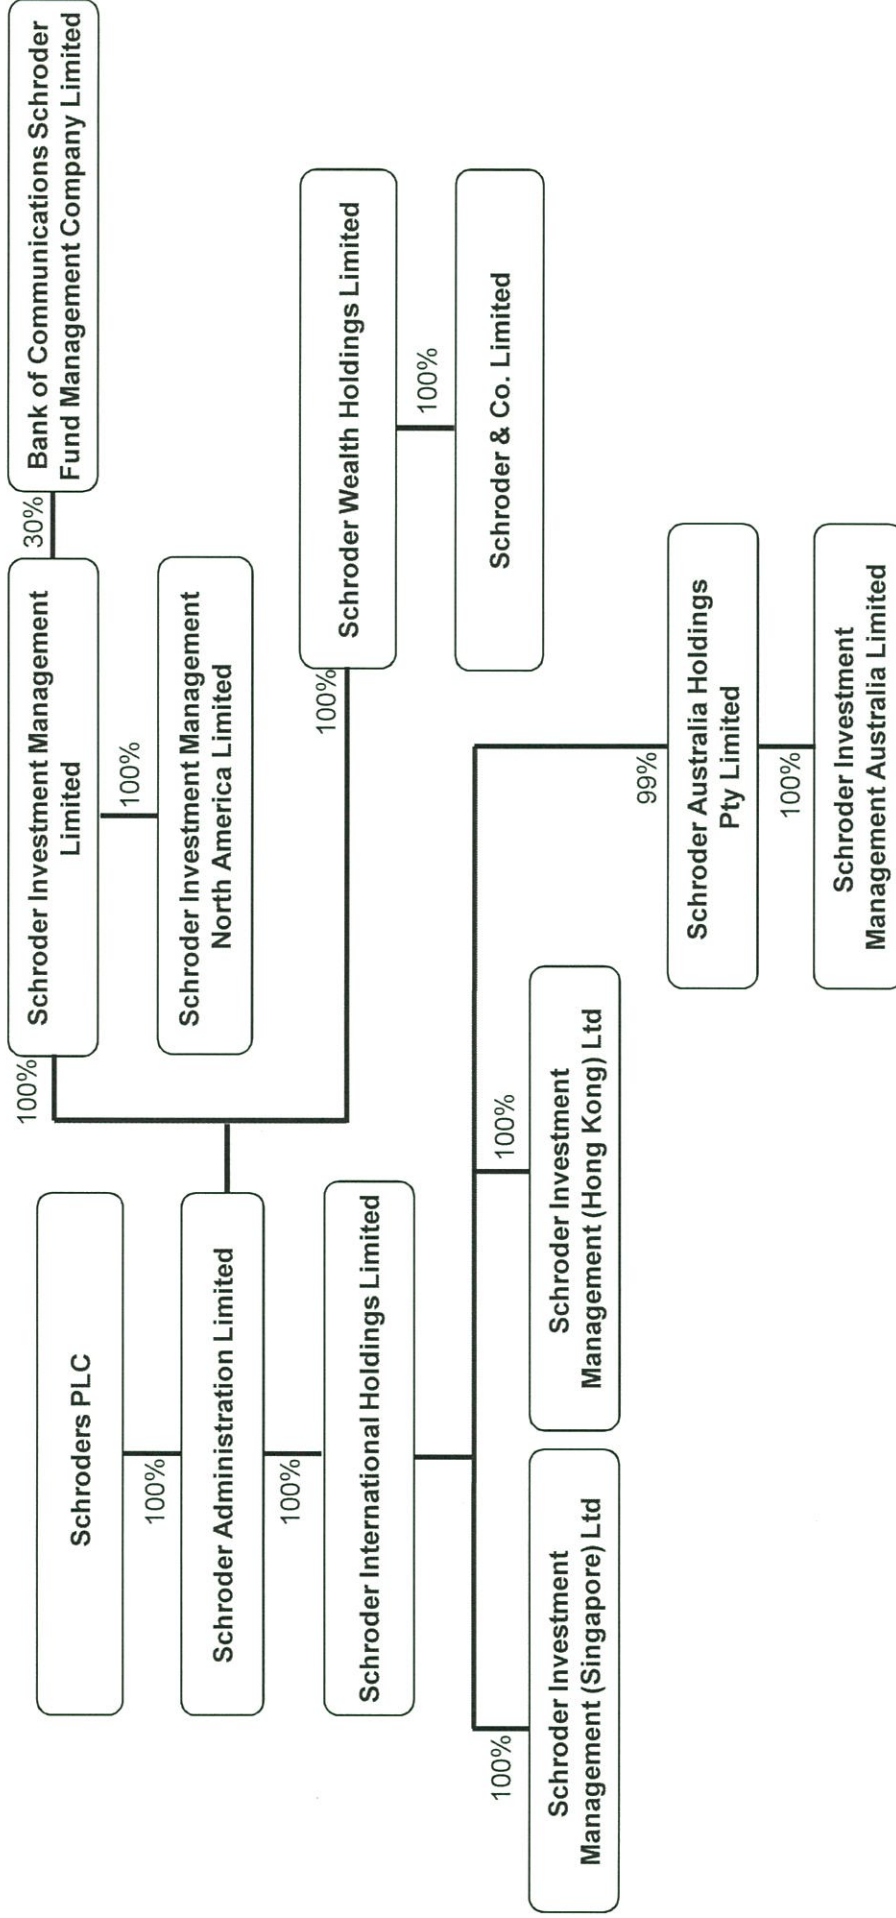 Schroders PLC
100%
Schroder Administration Limited
100%
Schroder International Holdings Limited
100%
Schroder Investment Management
Limited
30%
Bank of Communications Schroder
Fund Management Company Limited
100%
Schroder Investment Management
North America Limited
100%
Schroder Wealth Holdings Limited
100%
Schroder & Co. Limited
100%
Schroder Investment
Management (Singapore) Ltd
100%
Schroder Investment
Management (Hong Kong) Ltd
99%
Schroder Australia Holdings
Pty Limited
100%
Schroder Investment
Management Australia Limited